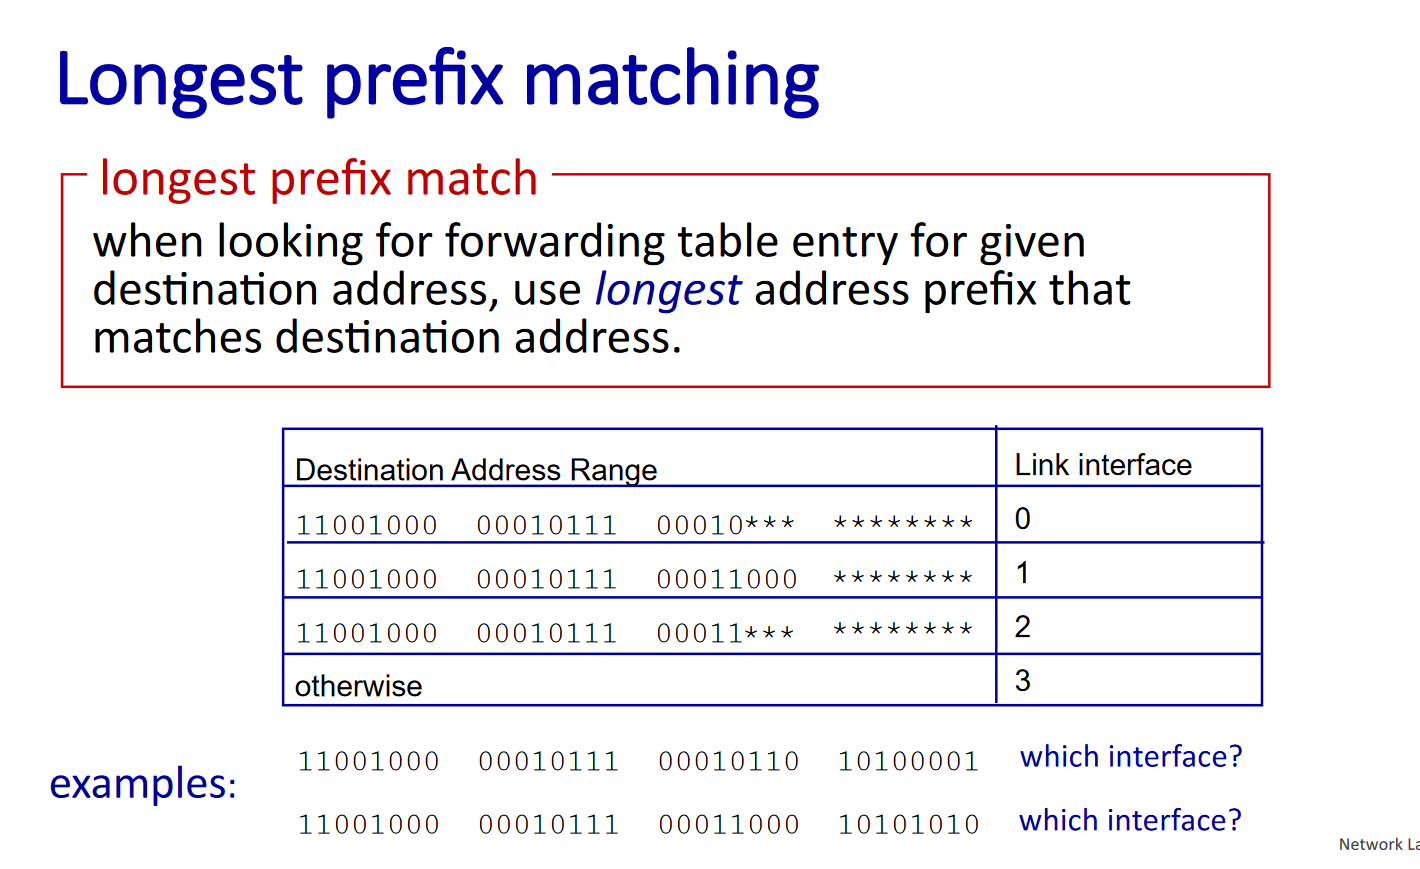 Longest prefix matching
longest prefix match
when looking for forwarding table entry for given
destination address, use longest address prefix that
matches destination address.
Destination Address Range Link interface
11001000 00010111 00010*** ******** 0
11001000 00010111 00011000 ******** 1
11001000 00010111 00011*** ******** 2
otherwise 3
examples:
11001000 00010111 00010110 10100001 which interface?
11001000 00010111 00011000 10101010 which interface?
Network